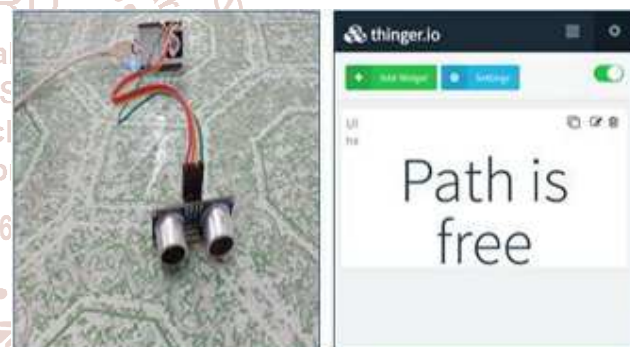 thinger.io
Add Widget
Settings
Path is
free